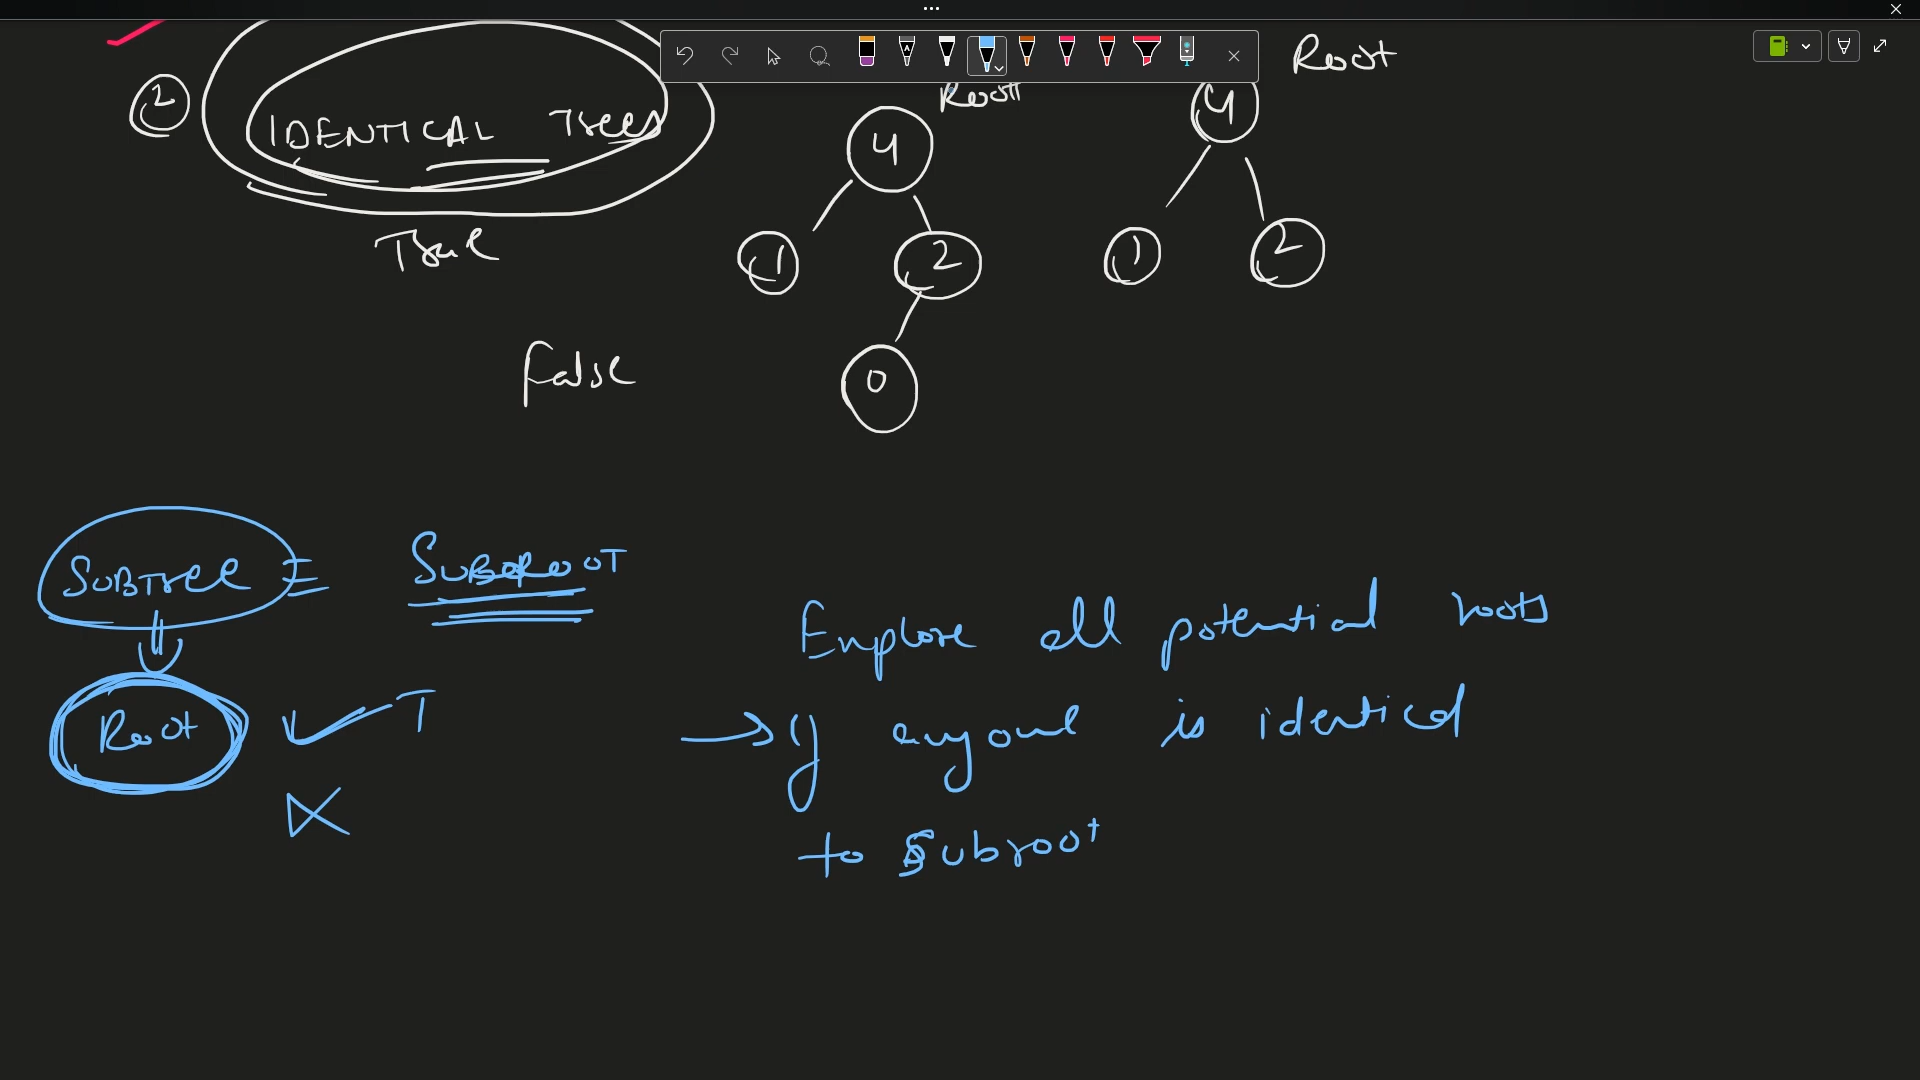 Root
Root
② IDENTICAL Trees
4
4
1 2
1 2
True
False
0
SUBTree = SUBROOT
Explore all potential roots
Root T
→ if anyone is identical
to Subroot